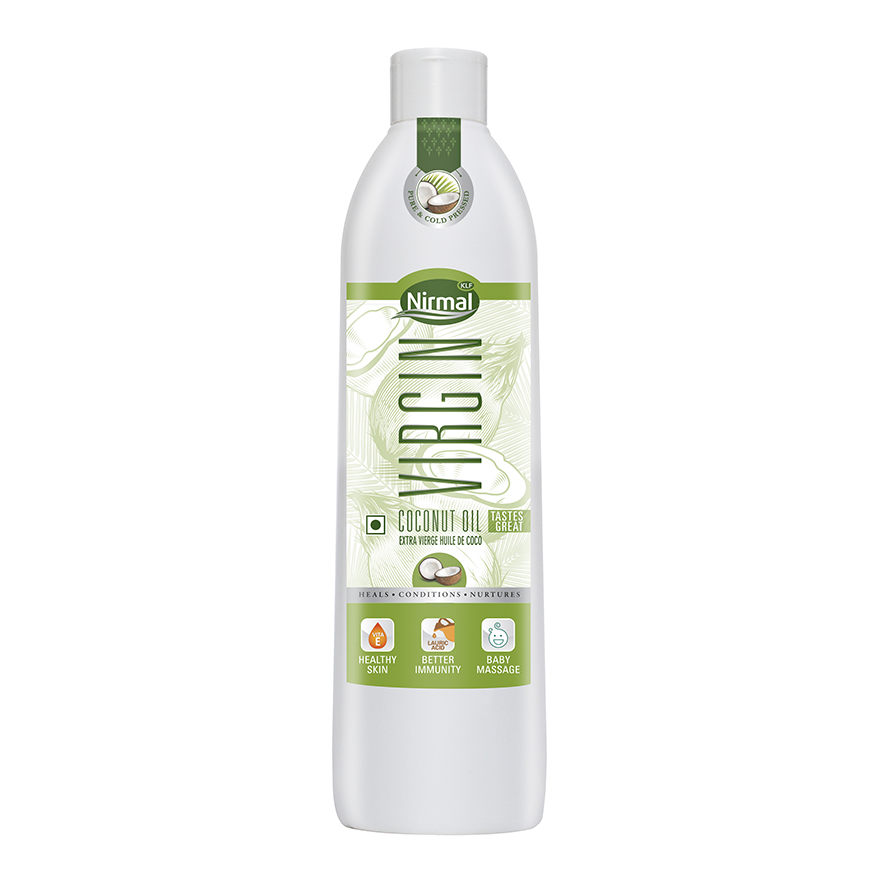 PURE & COLD PRESSED
KLF
Nirmal
VIRGIN
COCONUT OIL
TASTES
GREAT
EXTRA VIERGE HUILE DE COCO
HEALS • CONDITIONS • NURTURES
VITA
E
HEALTHY
SKIN
LAURIC
ACID
BETTER
IMMUNITY
BABY
MASSAGE